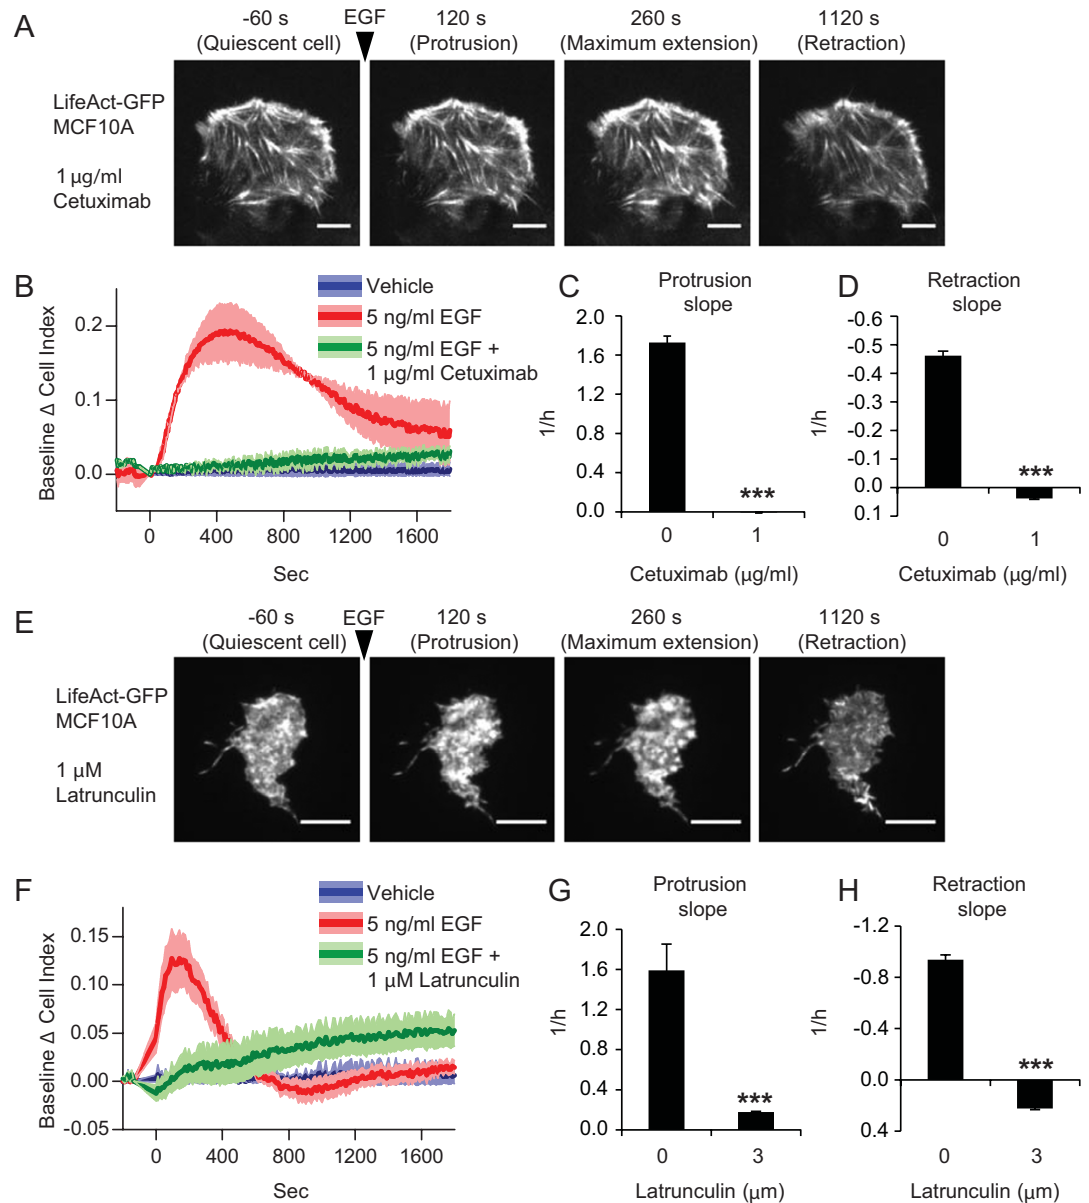 A
-60 s
(Quiescent cell)
EGF
120 s
(Protrusion)
260 s
(Maximum extension)
1120 s
(Retraction)
LifeAct-GFP
MCF10A
1 µg/ml
Cetuximab
B
Baseline Δ Cell Index
0.2
0.1
0.0
0
400
800
1200
1600
Sec
Vehicle
5 ng/ml EGF
5 ng/ml EGF +
1 µg/ml Cetuximab
C
Protrusion
slope
1/h
2.0
1.6
1.2
0.8
0.4
0.0
***
0
1
Cetuximab (µg/ml)
D
Retraction
slope
1/h
-0.6
-0.5
-0.4
-0.3
-0.2
-0.1
0.0
0.1
***
0
1
Cetuximab (µg/ml)
E
-60 s
(Quiescent cell)
EGF
120 s
(Protrusion)
260 s
(Maximum extension)
1120 s
(Retraction)
LifeAct-GFP
MCF10A
1 µM
Latrunculin
F
Baseline Δ Cell Index
0.15
0.10
0.05
0.00
-0.05
0
400
800
1200
1600
Sec
Vehicle
5 ng/ml EGF
5 ng/ml EGF +
1 µM Latrunculin
G
Protrusion
slope
1/h
2.0
1.6
1.2
0.8
0.4
0.0
***
0
3
Latrunculin (µm)
H
Retraction
slope
1/h
-1.2
-0.8
-0.4
0.0
0.4
***
0
3
Latrunculin (µm)